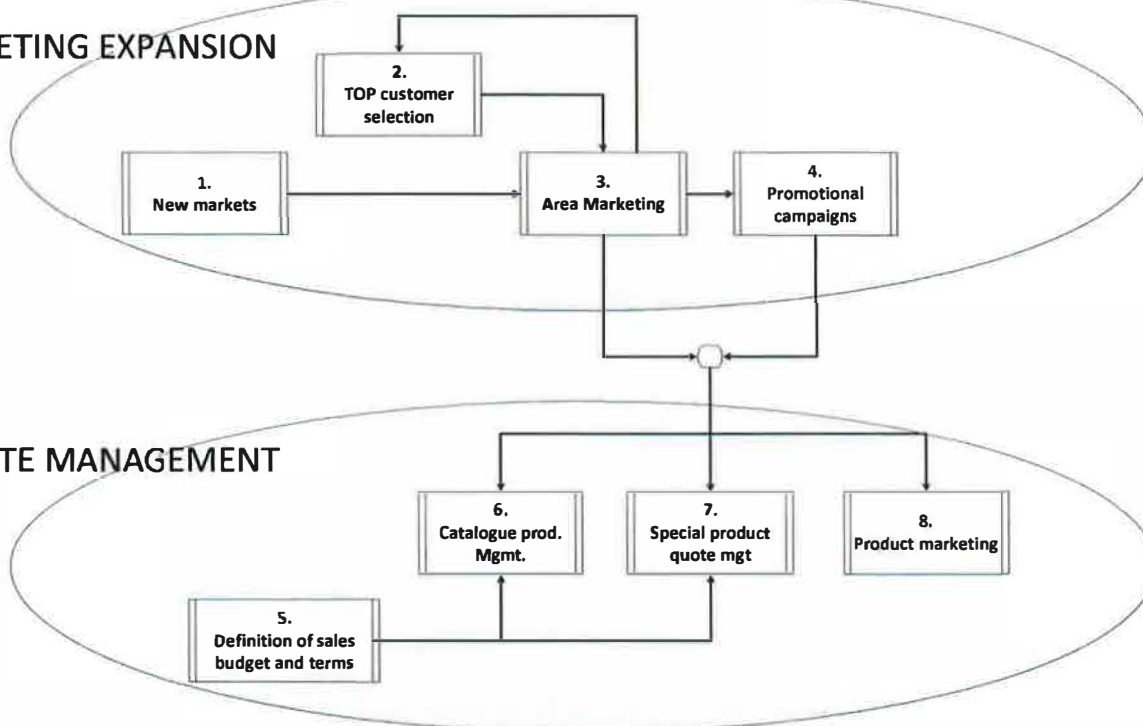 ETING EXPANSION
2.
TOP customer
selection
1.
New markets
3.
Area Marketing
4.
Promotional
campaigns
TE MANAGEMENT
6.
Catalogue prod.
Mgmt.
7.
Special product
quote mgt
8.
Product marketing
5.
Definition of sales
budget and terms